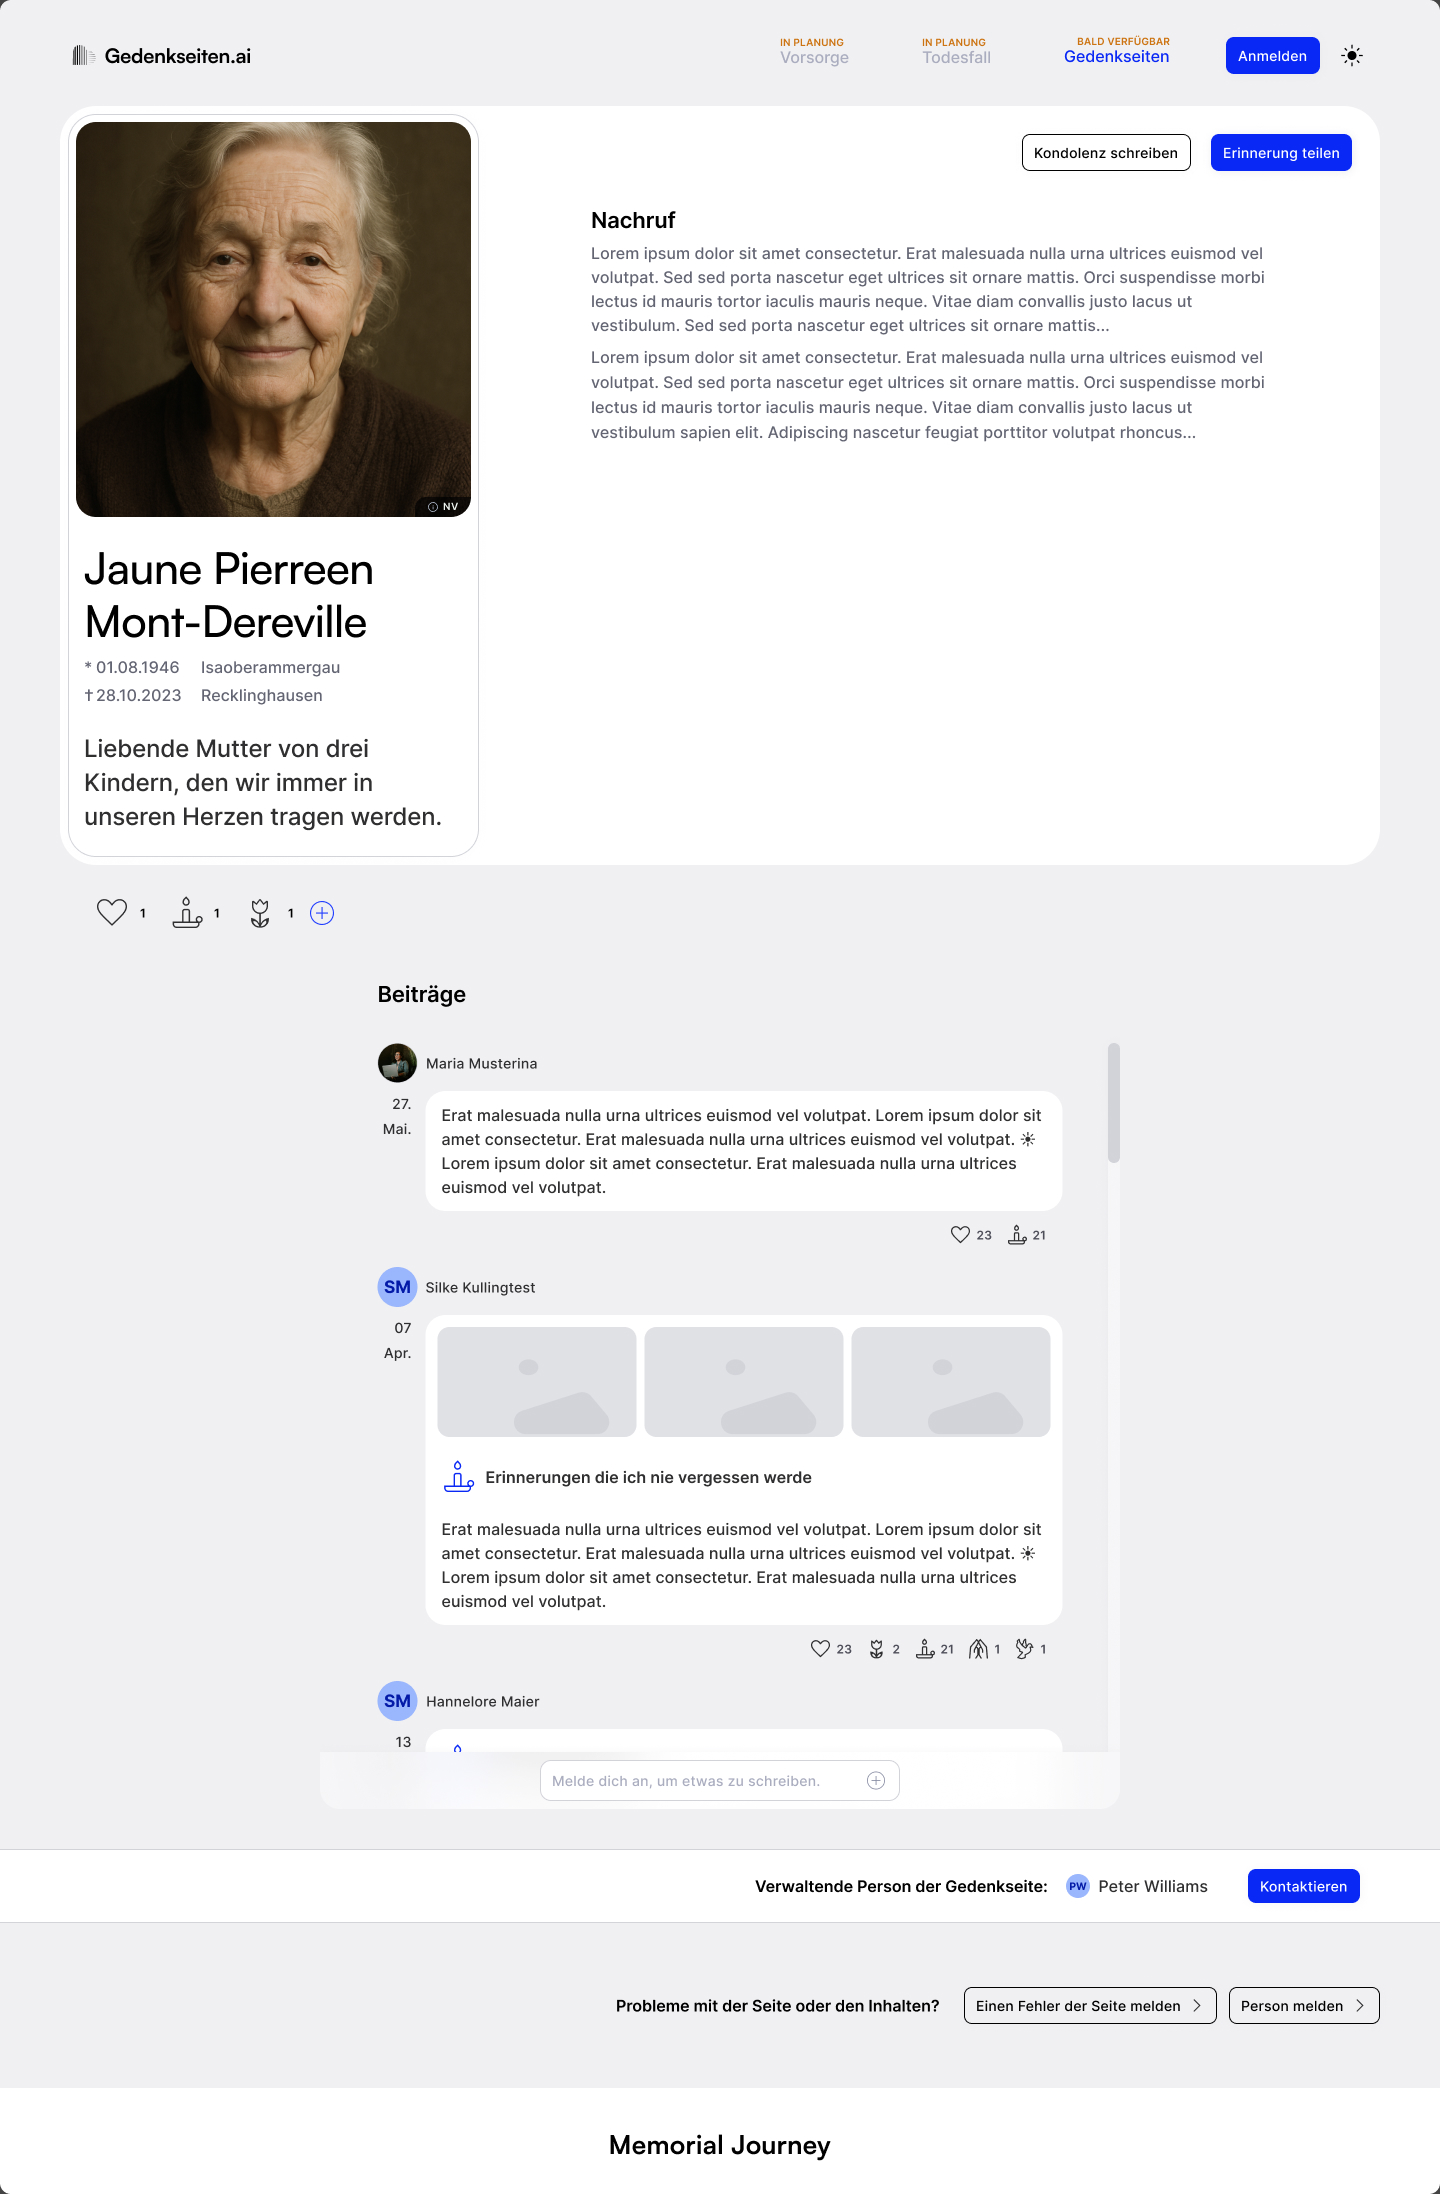 Gedenkseiten.ai
IN PLANUNG
Vorsorge
IN PLANUNG
Todesfall
BALD VERFÜGBAR
Gedenkseiten
Anmelden
Kondolenz schreiben
Erinnerung teilen
NV
Jaune Pierreen
Mont-Dereville
* 01.08.1946 Isaoberammergau
†28.10.2023 Recklinghausen
Liebende Mutter von drei
Kindern, den wir immer in
unseren Herzen tragen werden.
Nachruf
Lorem ipsum dolor sit amet consectetur. Erat malesuada nulla urna ultrices euismod vel
volutpat. Sed sed porta nascetur eget ultrices sit ornare mattis. Orci suspendisse morbi
lectus id mauris tortor iaculis mauris neque. Vitae diam convallis justo lacus ut
vestibulum. Sed sed porta nascetur eget ultrices sit ornare mattis...
Lorem ipsum dolor sit amet consectetur. Erat malesuada nulla urna ultrices euismod vel
volutpat. Sed sed porta nascetur eget ultrices sit ornare mattis. Orci suspendisse morbi
lectus id mauris tortor iaculis mauris neque. Vitae diam convallis justo lacus ut
vestibulum sapien elit. Adipiscing nascetur feugiat porttitor volutpat rhoncus...
1 1 1
Beiträge
Maria Musterina
27.
Mai.
Erat malesuada nulla urna ultrices euismod vel volutpat. Lorem ipsum dolor sit
amet consectetur. Erat malesuada nulla urna ultrices euismod vel volutpat. ☀
Lorem ipsum dolor sit amet consectetur. Erat malesuada nulla urna ultrices
euismod vel volutpat.
23 21
SM
Silke Kullingtest
07
Apr.
Erinnerungen die ich nie vergessen werde
Erat malesuada nulla urna ultrices euismod vel volutpat. Lorem ipsum dolor sit
amet consectetur. Erat malesuada nulla urna ultrices euismod vel volutpat. ☀
Lorem ipsum dolor sit amet consectetur. Erat malesuada nulla urna ultrices
euismod vel volutpat.
23 2 21 1 1
SM
Hannelore Maier
13
Melde dich an, um etwas zu schreiben.
Verwaltende Person der Gedenkseite:
PW
Peter Williams
Kontaktieren
Probleme mit der Seite oder den Inhalten?
Einen Fehler der Seite melden
Person melden
Memorial Journey